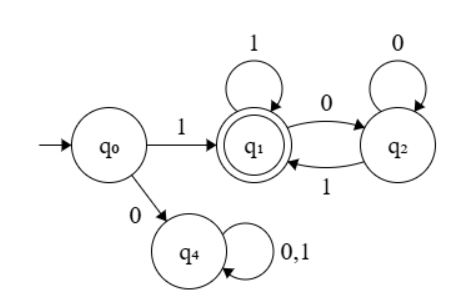 1 0
q₀ 1 q₁ 0 q₂
1
0 q₄ 0,1